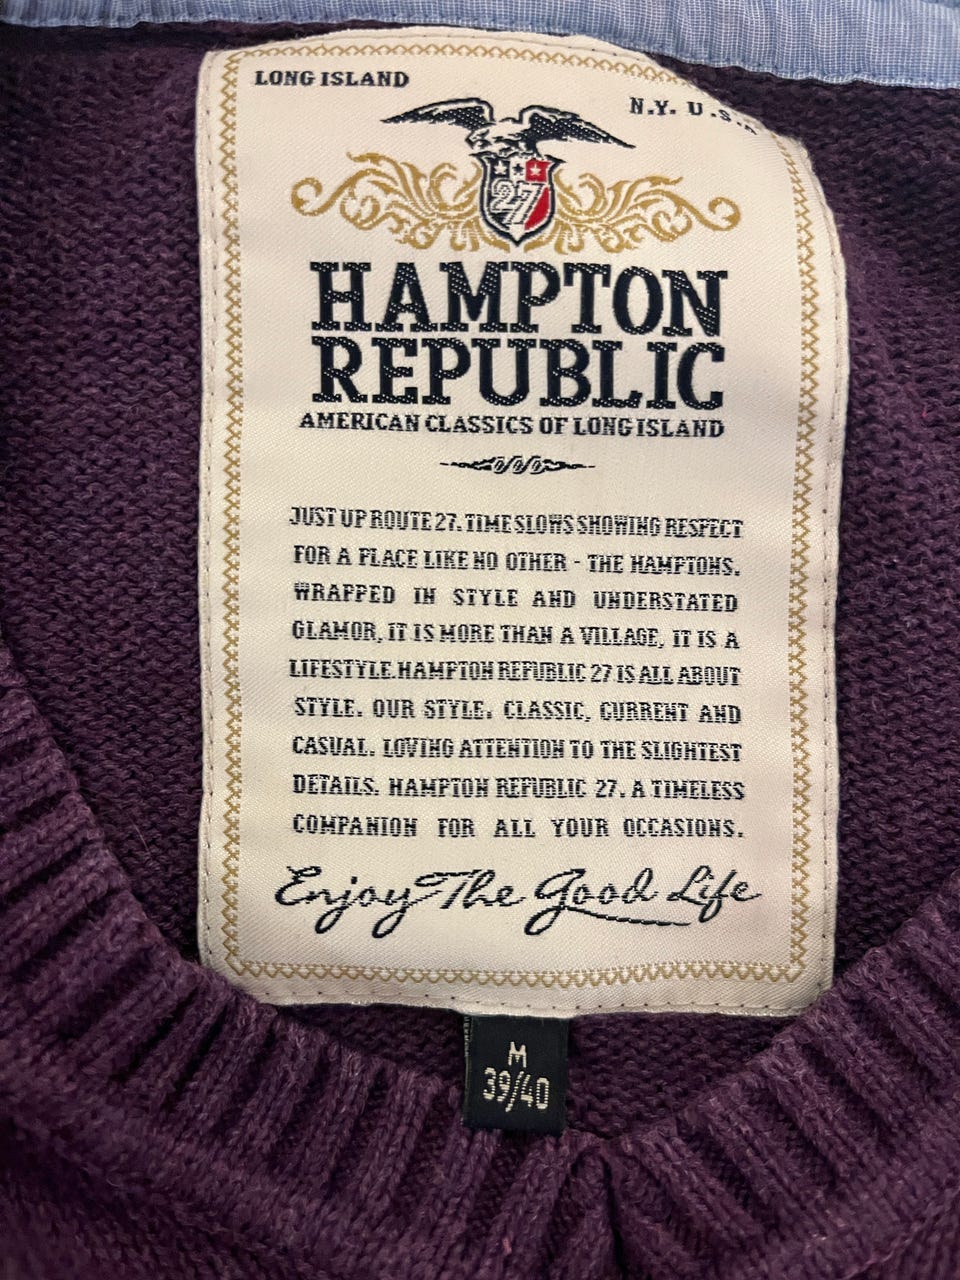 LONG ISLAND
N.Y. U.S.A
27
HAMPTON
REPUBLIC
AMERICAN CLASSICS OF LONG ISLAND
JUST UP ROUTE 27. TIME SLOWS SHOWING RESPECT
FOR A PLACE LIKE NO OTHER - THE HAMPTONS.
WRAPPED IN STYLE AND UNDERSTATED
GLAMOR, IT IS MORE THAN A VILLAGE, IT IS A
LIFESTYLE.HAMPTON REPUBLIC 27 IS ALL ABOUT
STYLE. OUR STYLE. CLASSIC, CURRENT AND
CASUAL. LOVING ATTENTION TO THE SLIGHTEST
DETAILS. HAMPTON REPUBLIC 27. A TIMELESS
COMPANION FOR ALL YOUR OCCASIONS.
Enjoy The Good Life
M
39/40